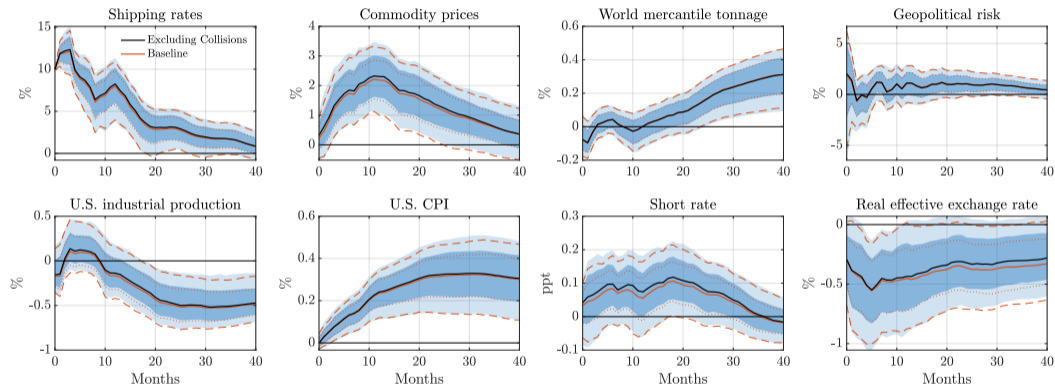 Shipping rates
Commodity prices
World mercantile tonnage
Geopolitical risk
Excluding Collisions
Baseline
15
10
5
0
%
0 10 20 30 40
4
3
2
1
0
%
0 10 20 30 40
0.6
0.4
0.2
0
-0.2
%
0 10 20 30 40
5
0
-5
%
0 10 20 30 40
U.S. industrial production
U.S. CPI
Short rate
Real effective exchange rate
0.5
0
-0.5
-1
%
0 10 20 30 40
Months
0.6
0.4
0.2
0
%
0 10 20 30 40
Months
0.3
0.2
0.1
0
-0.1
ppt
0 10 20 30 40
Months
0
-0.5
-1
%
0 10 20 30 40
Months